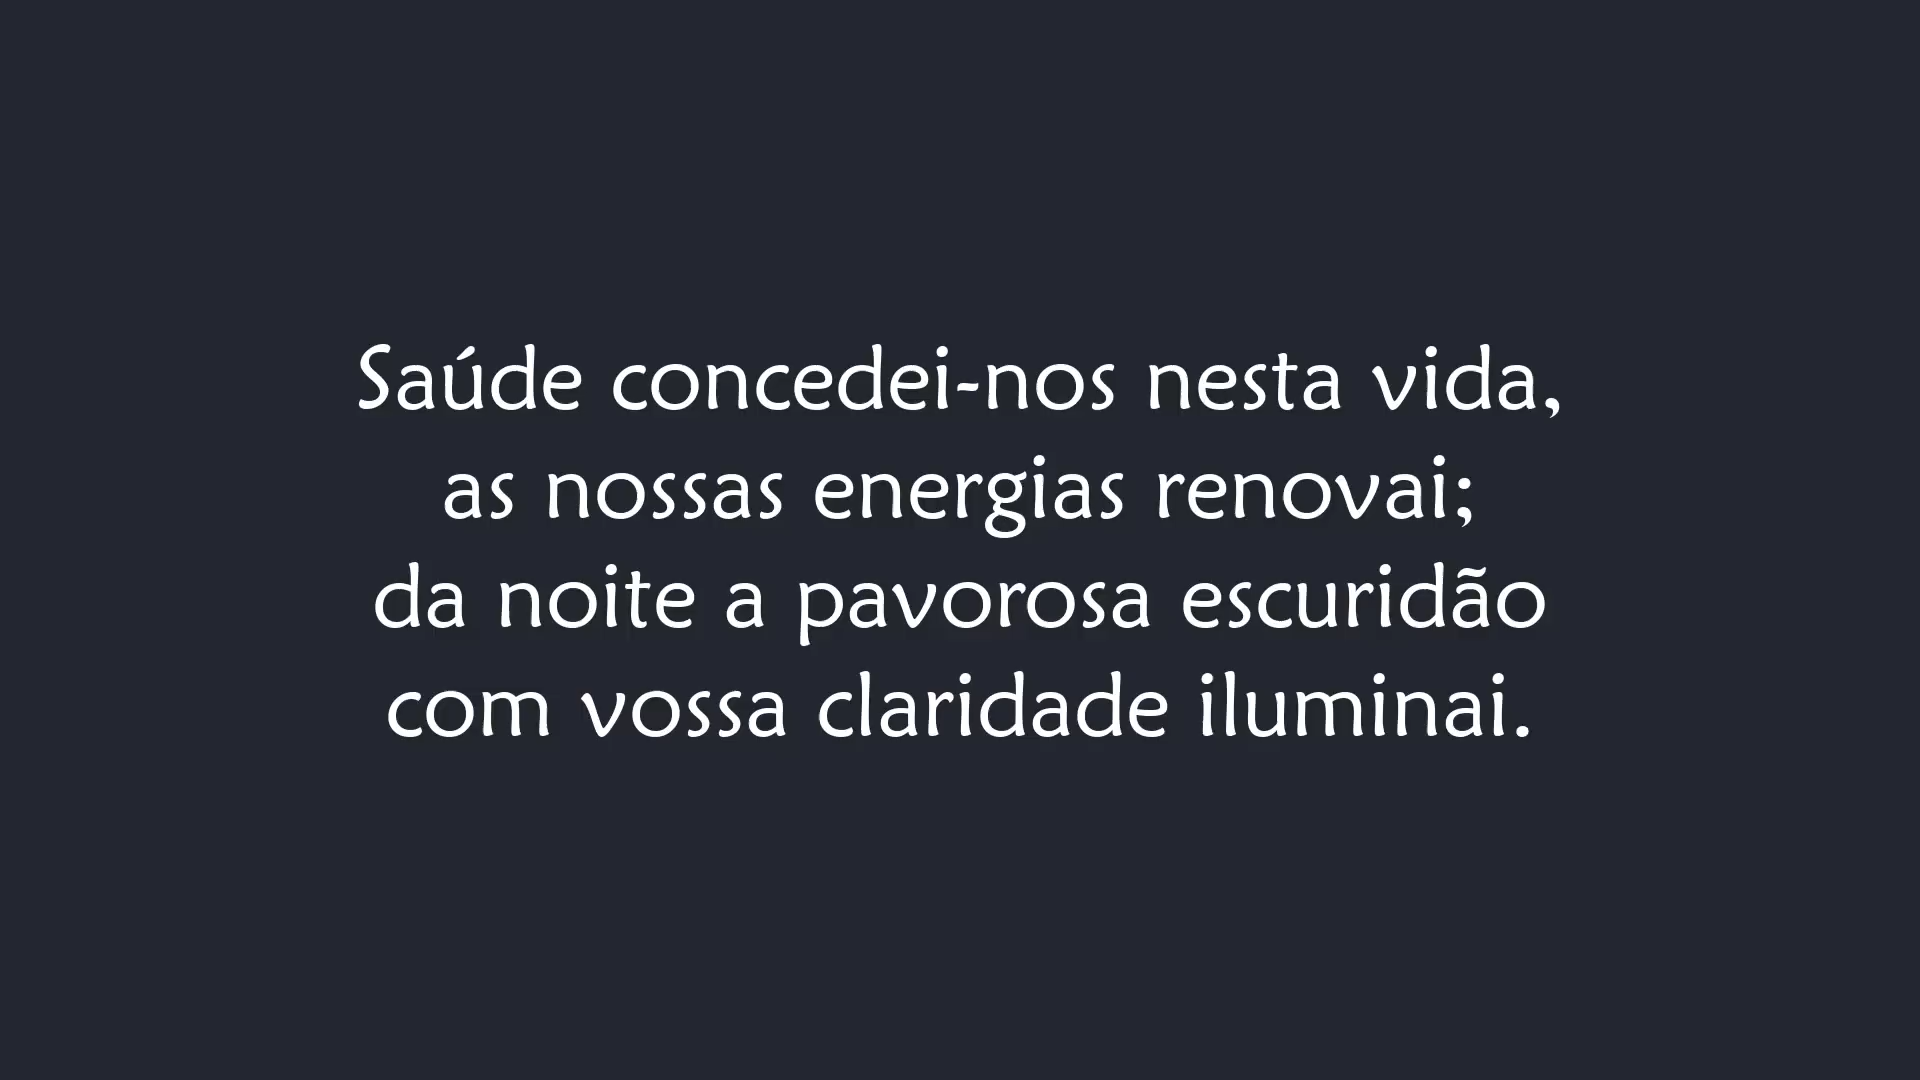 Saúde concedei-nos nesta vida,
as nossas energias renovai;
da noite a pavorosa escuridão
com vossa claridade iluminai.